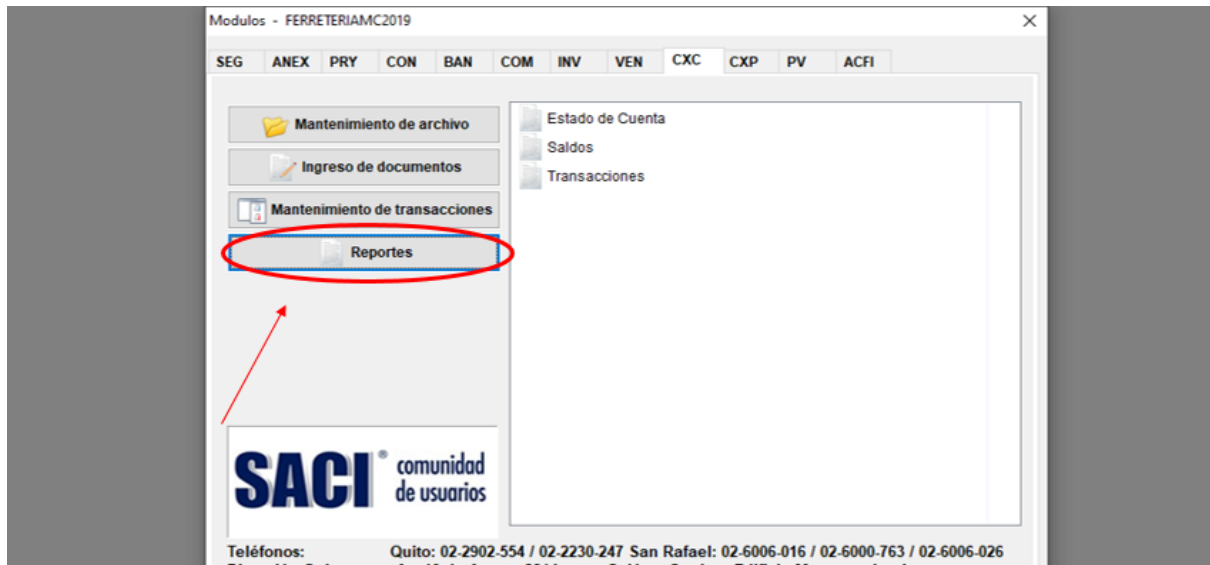 Modulos - FERRETERIAMC2019
SEG ANEX PRY CON BAN COM INV VEN CXC CXP PV ACFI
Mantenimiento de archivo
Ingreso de documentos
Mantenimiento de transacciones
Reportes
Estado de Cuenta
Saldos
Transacciones
SACI® comunidad
de usuarios
Teléfonos: Quito: 02-2902-554 / 02-2230-247 San Rafael: 02-6006-016 / 02-6000-763 / 02-6006-026